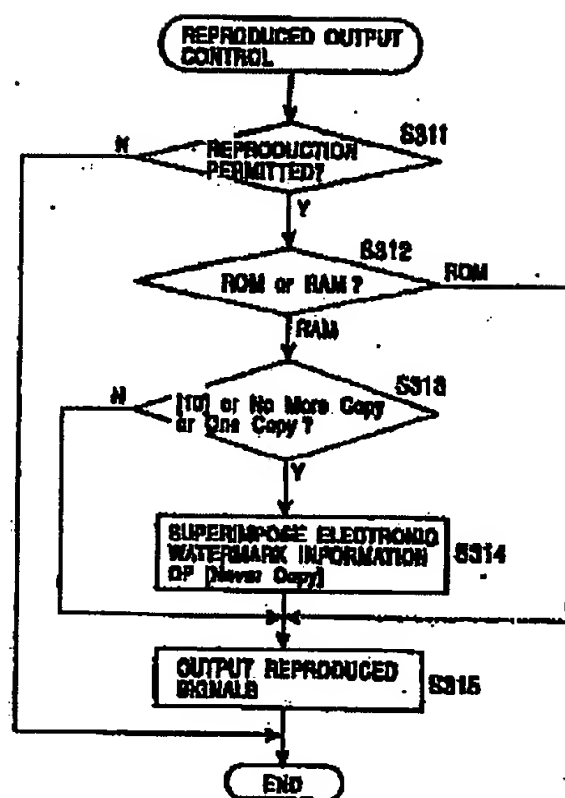 REPRODUCED OUTPUT
CONTROL
S311
N
REPRODUCTION
PERMITTED?
Y
S312
ROM or RAM?
ROM
RAM
S313
N
[10] or No More Copy
or One Copy?
Y
SUPERIMPOSE ELECTRONIC
WATERMARK INFORMATION
OF [Never Copy]
S314
OUTPUT REPRODUCED
SIGNALS
S315
END